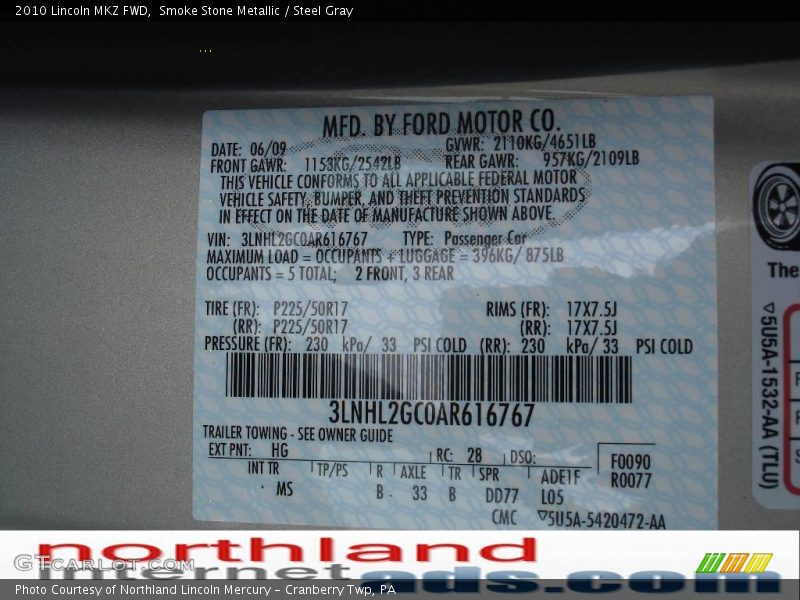 2010 Lincoln MKZ FWD,  Smoke Stone Metallic / Steel Gray
MFD. BY FORD MOTOR CO.
DATE: 06/09 GVWR: 2110KG/4651LB
FRONT GAWR: 1153KG/2542LB REAR GAWR: 957KG/2109LB
THIS VEHICLE CONFORMS TO ALL APPLICABLE FEDERAL MOTOR
VEHICLE SAFETY, BUMPER, AND THEFT PREVENTION STANDARDS
IN EFFECT ON THE DATE OF MANUFACTURE SHOWN ABOVE.
VIN: 3LNHL2GC0AR616767 TYPE: Passenger Car
MAXIMUM LOAD = OCCUPANTS + LUGGAGE = 396KG/ 875LB
OCCUPANTS = 5 TOTAL; 2 FRONT, 3 REAR
TIRE (FR): P225/50R17 RIMS (FR): 17X7.5J
(RR): P225/50R17 (RR): 17X7.5J
PRESSURE (FR): 230 kPa/ 33 PSI COLD (RR): 230 kPa/ 33 PSI COLD
3LNHL2GC0AR616767
TRAILER TOWING - SEE OWNER GUIDE
EXT PNT: HG RC: 28 DSO: F0090
INT TR TP/PS R AXLE TR SPR ADE1F R0077
MS B 33 B DD77 L05
CMC 5U5A-5420472-AA
The
5U5A-1532-AA (TLU)
northland
internet ads.com
GTCarLot.com
Photo Courtesy of Northland Lincoln Mercury – Cranberry Twp, PA